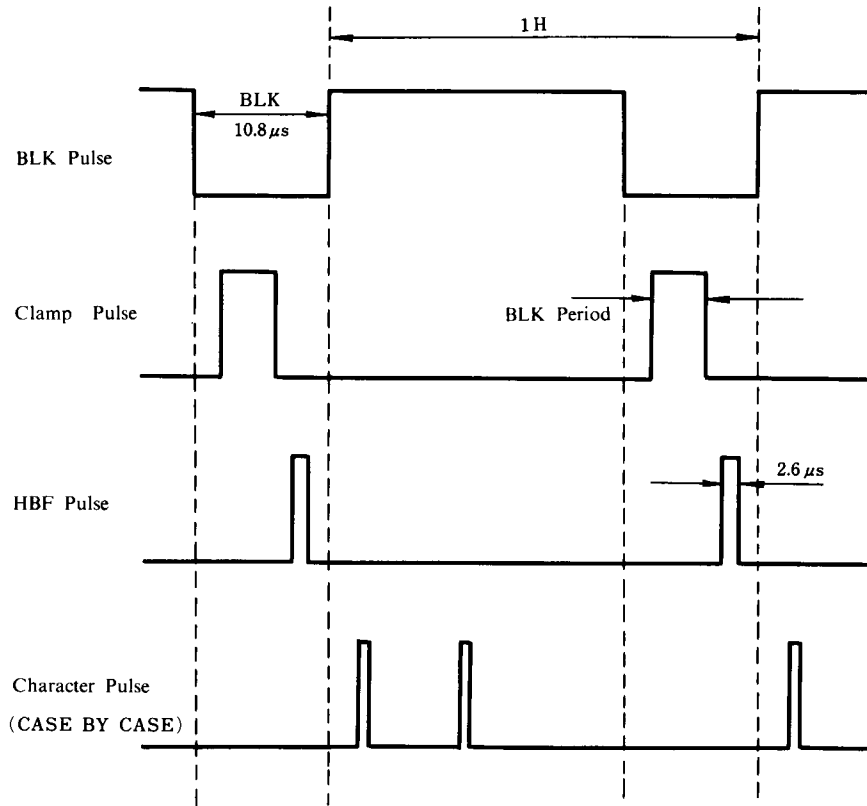 1H
BLK
10.8 μs
BLK Pulse
Clamp Pulse
BLK Period
2.6 μs
HBF Pulse
Character Pulse
(CASE BY CASE)